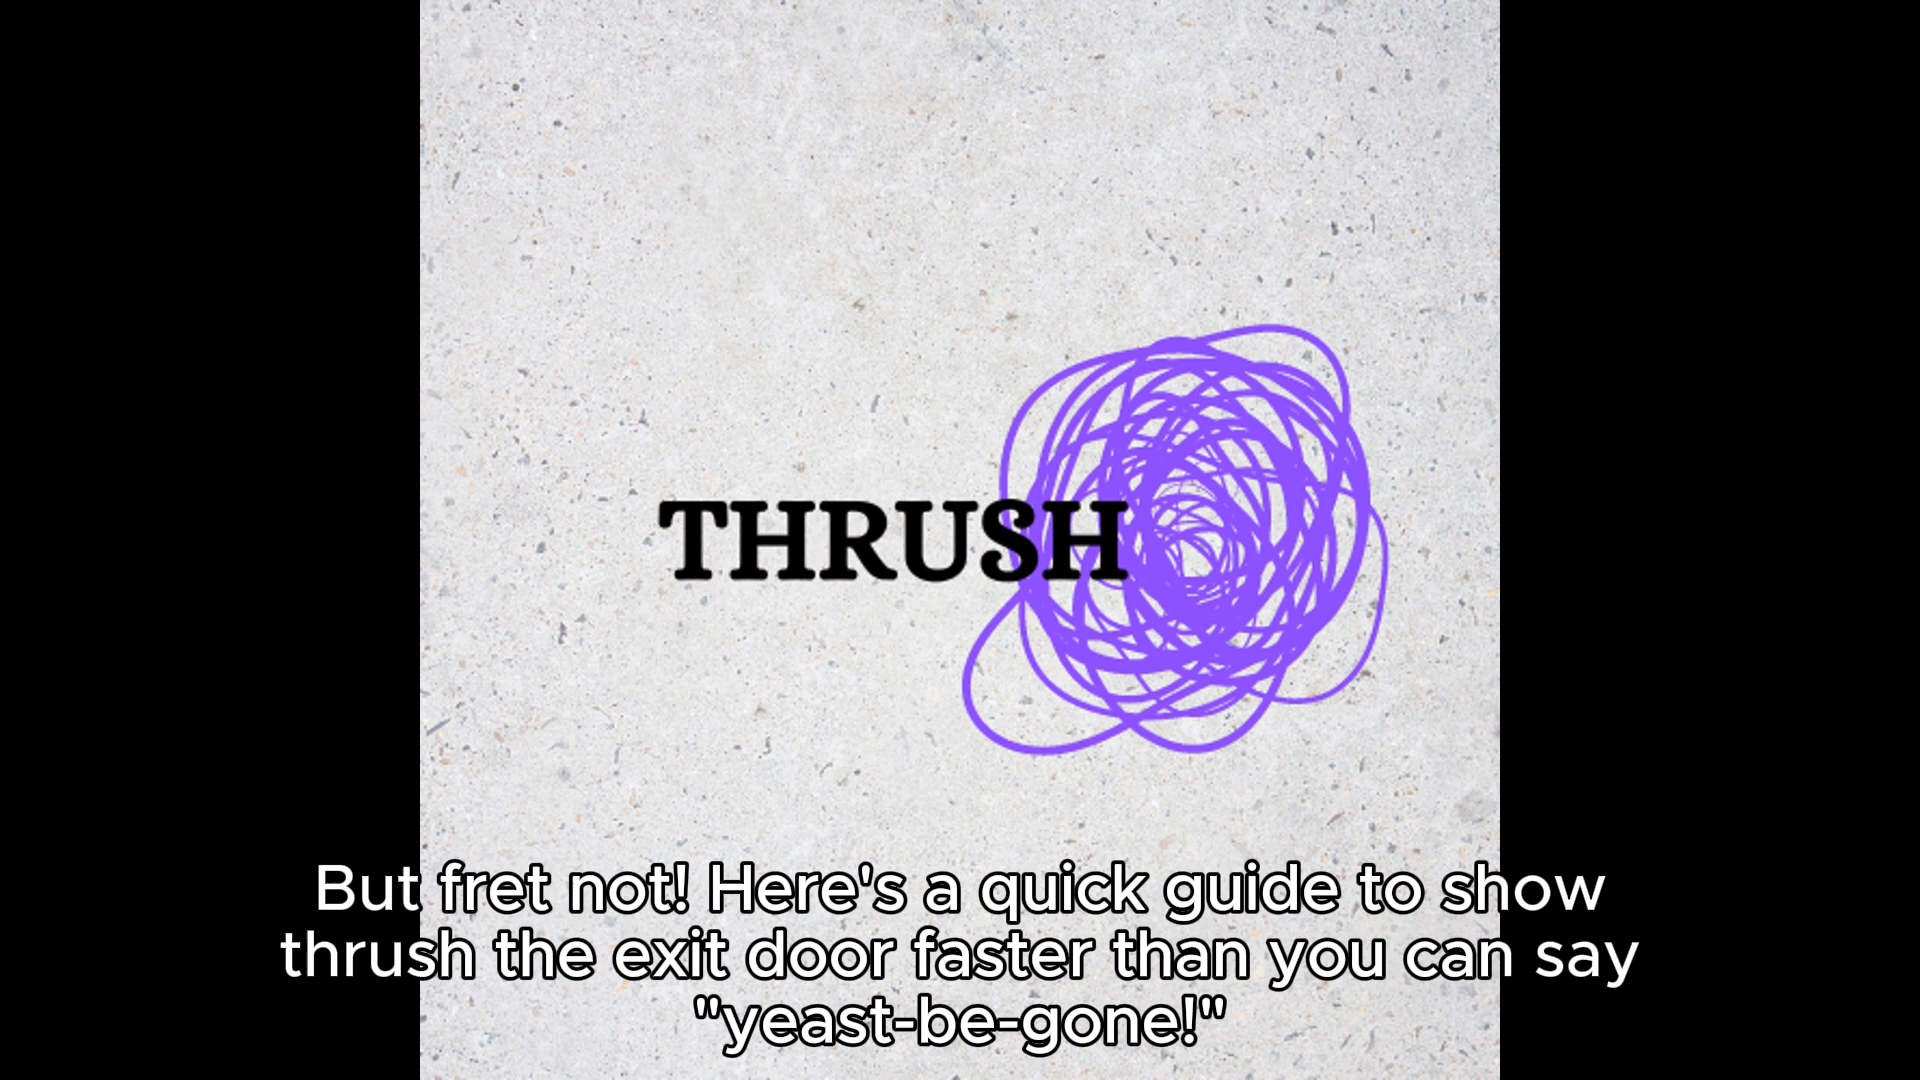 THRUSH
But fret not! Here's a quick guide to show
thrush the exit door faster than you can say
"yeast-be-gone!"